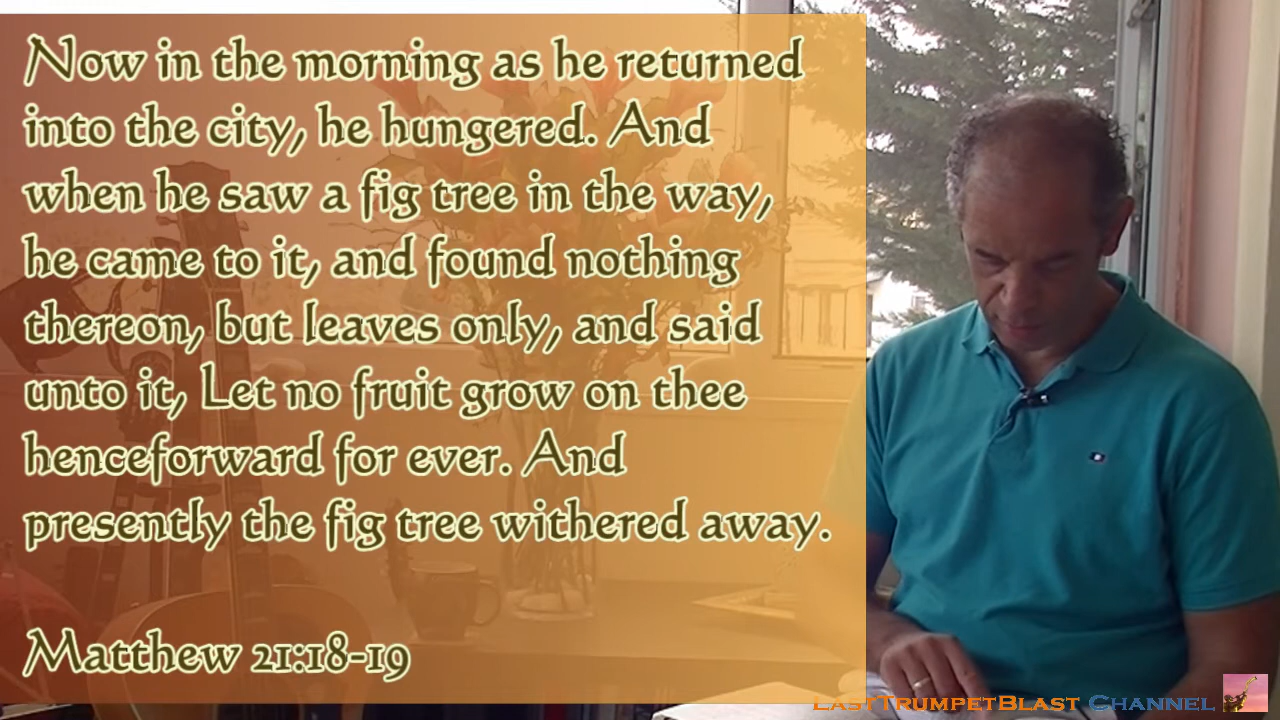 Now in the morning as he returned
into the city, he hungered. And
when he saw a fig tree in the way,
he came to it, and found nothing
thereon, but leaves only, and said
unto it, Let no fruit grow on thee
henceforward for ever. And
presently the fig tree withered away.
Matthew 21:18-19
LastTrumpetBlast Channel